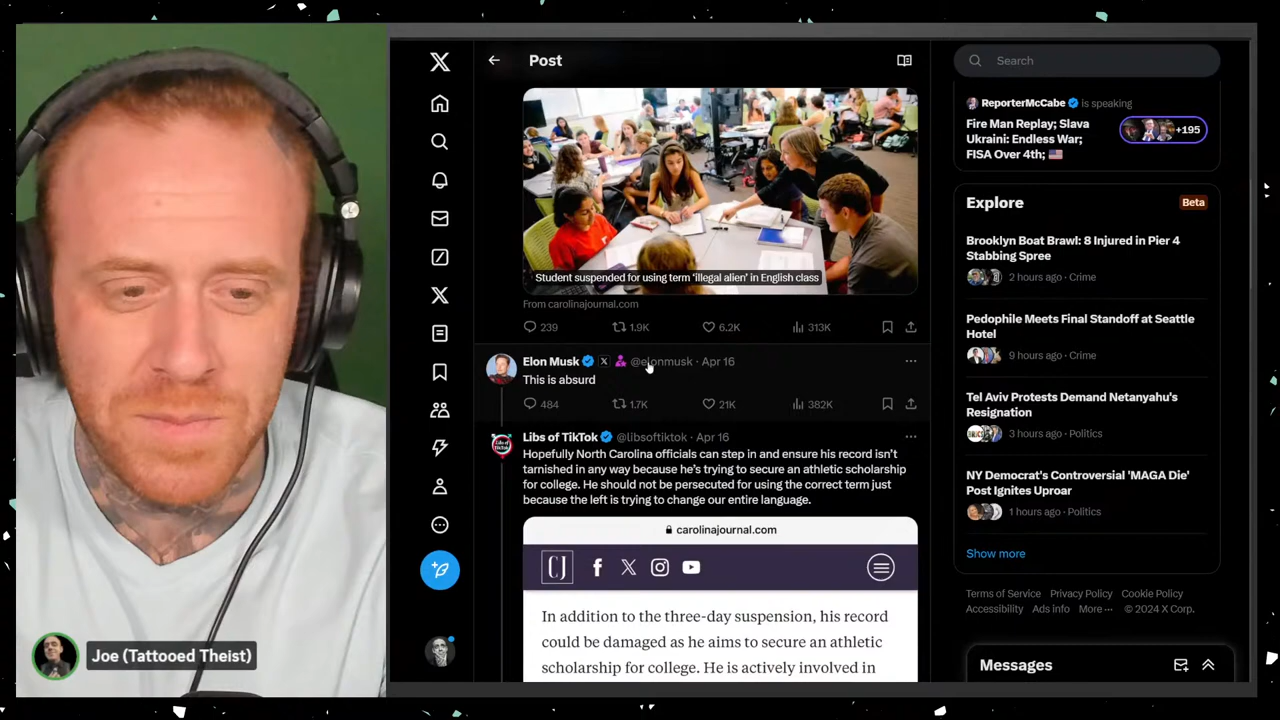 Post
Student suspended for using term 'illegal alien' in English class
From carolinajournal.com
239 1.9K 6.2K 313K
Elon Musk @elonmusk · Apr 16
This is absurd
484 1.7K 21K 382K
Libs of TikTok @libsoftiktok · Apr 16
Hopefully North Carolina officials can step in and ensure his record isn't
tarnished in any way because he's trying to secure an athletic scholarship
for college. He should not be persecuted for using the correct term just
because the left is trying to change our entire language.
carolinajournal.com
CJ
In addition to the three-day suspension, his record
could be damaged as he aims to secure an athletic
scholarship for college. He is actively involved in
Search
ReporterMcCabe is speaking
Fire Man Replay; Slava
Ukraini: Endless War;
FISA Over 4th; 🇺🇸
+195
Explore
Beta
Brooklyn Boat Brawl: 8 Injured in Pier 4
Stabbing Spree
2 hours ago · Crime
Pedophile Meets Final Standoff at Seattle
Hotel
9 hours ago · Crime
Tel Aviv Protests Demand Netanyahu's
Resignation
3 hours ago · Politics
NY Democrat's Controversial 'MAGA Die'
Post Ignites Uproar
1 hours ago · Politics
Show more
Terms of Service Privacy Policy Cookie Policy
Accessibility Ads info More ··· © 2024 X Corp.
Messages
Joe (Tattooed Theist)